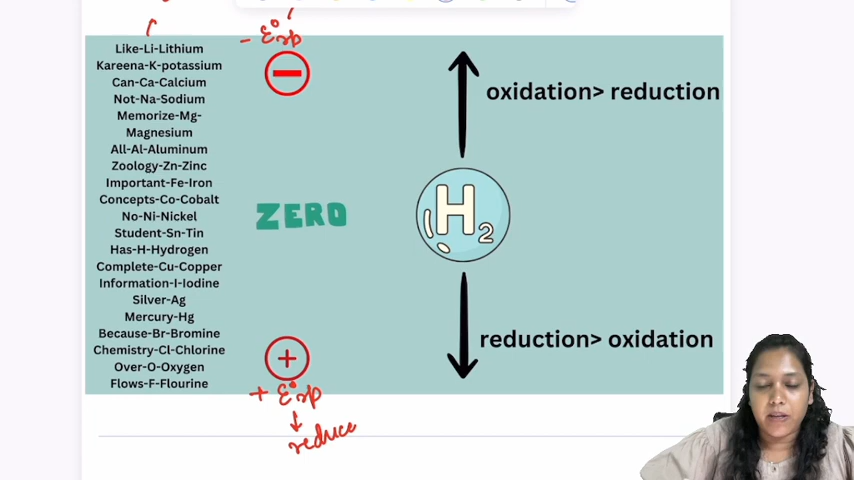 - ε° rp
Like-Li-Lithium
Kareena-K-potassium
Can-Ca-Calcium
Not-Na-Sodium
Memorize-Mg-
Magnesium
All-Al-Aluminum
Zoology-Zn-Zinc
Important-Fe-Iron
Concepts-Co-Cobalt
No-Ni-Nickel
Student-Sn-Tin
Has-H-Hydrogen
Complete-Cu-Copper
Information-I-Iodine
Silver-Ag
Mercury-Hg
Because-Br-Bromine
Chemistry-Cl-Chlorine
Over-O-Oxygen
Flows-F-Flourine
−
ZERO
+
+ ε° rp
reduce
oxidation> reduction
H2
reduction> oxidation